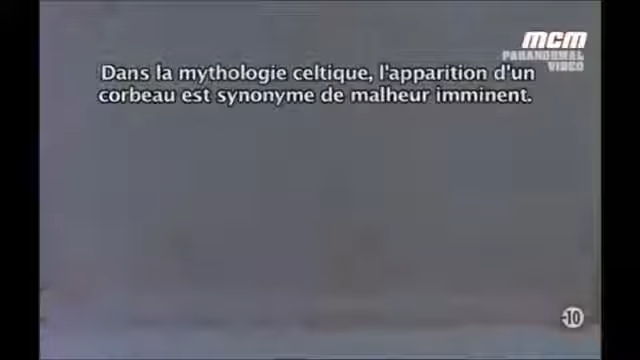 mcm
PARANORMAL
VIDEO
Dans la mythologie celtique, l'apparition d'un
corbeau est synonyme de malheur imminent.
-10